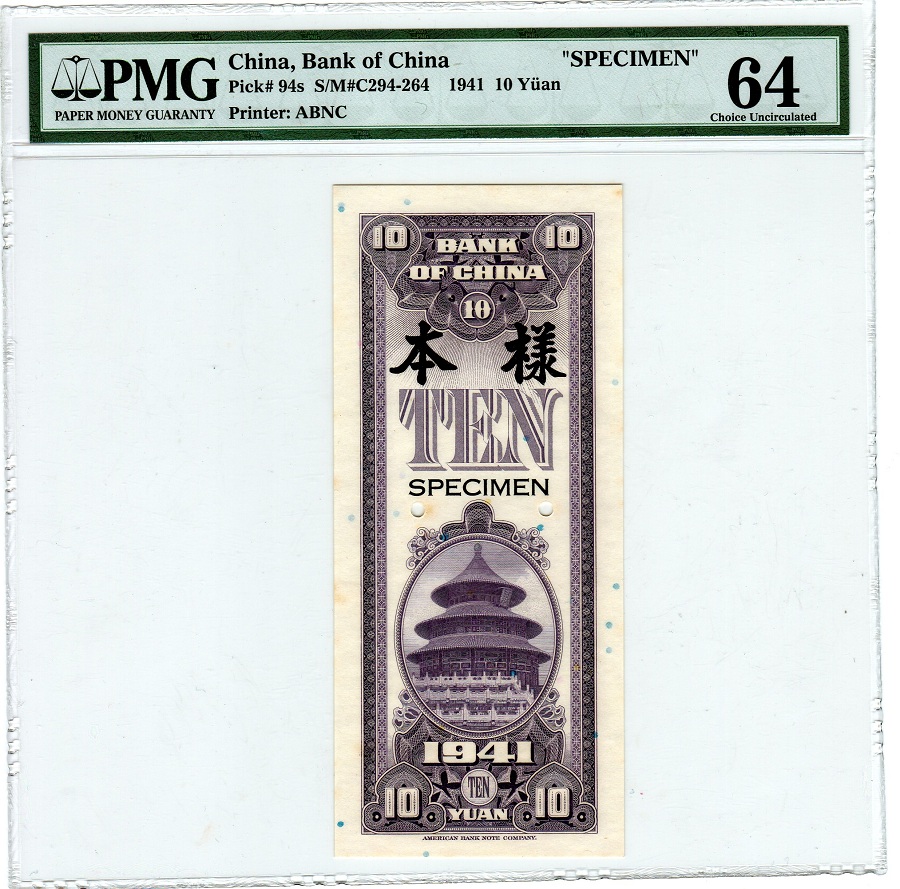 PMG
PAPER MONEY GUARANTY
China, Bank of China "SPECIMEN"
Pick# 94s S/M#C294-264 1941 10 Yüan
Printer: ABNC
64
Choice Uncirculated
10 10
BANK
OF CHINA
10
本 樣
TEN
SPECIMEN
1941
TEN
10 10
YUAN
AMERICAN BANK NOTE COMPANY.